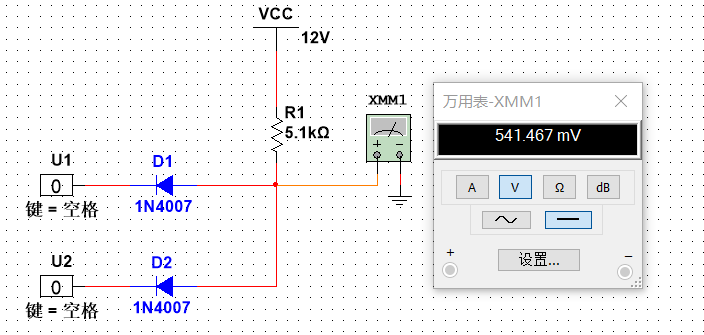 VCC
12V
R1
5.1kΩ
XMM1
+ −
U1
0
键 = 空格
D1
1N4007
U2
0
键 = 空格
D2
1N4007
万用表-XMM1
541.467 mV
A V Ω dB
设置...
+ −